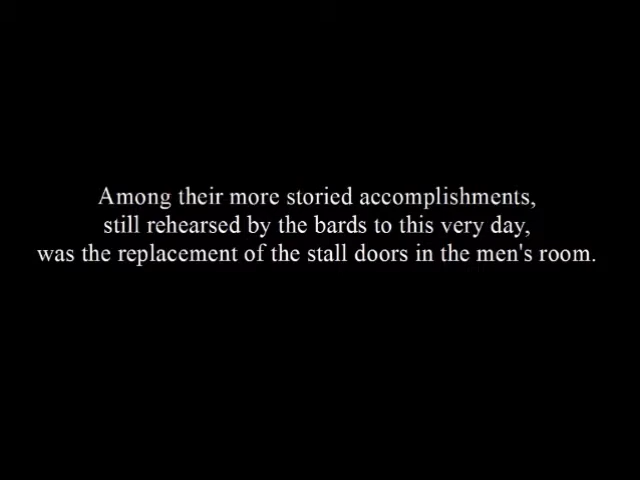 Among their more storied accomplishments,
still rehearsed by the bards to this very day,
was the replacement of the stall doors in the men's room.